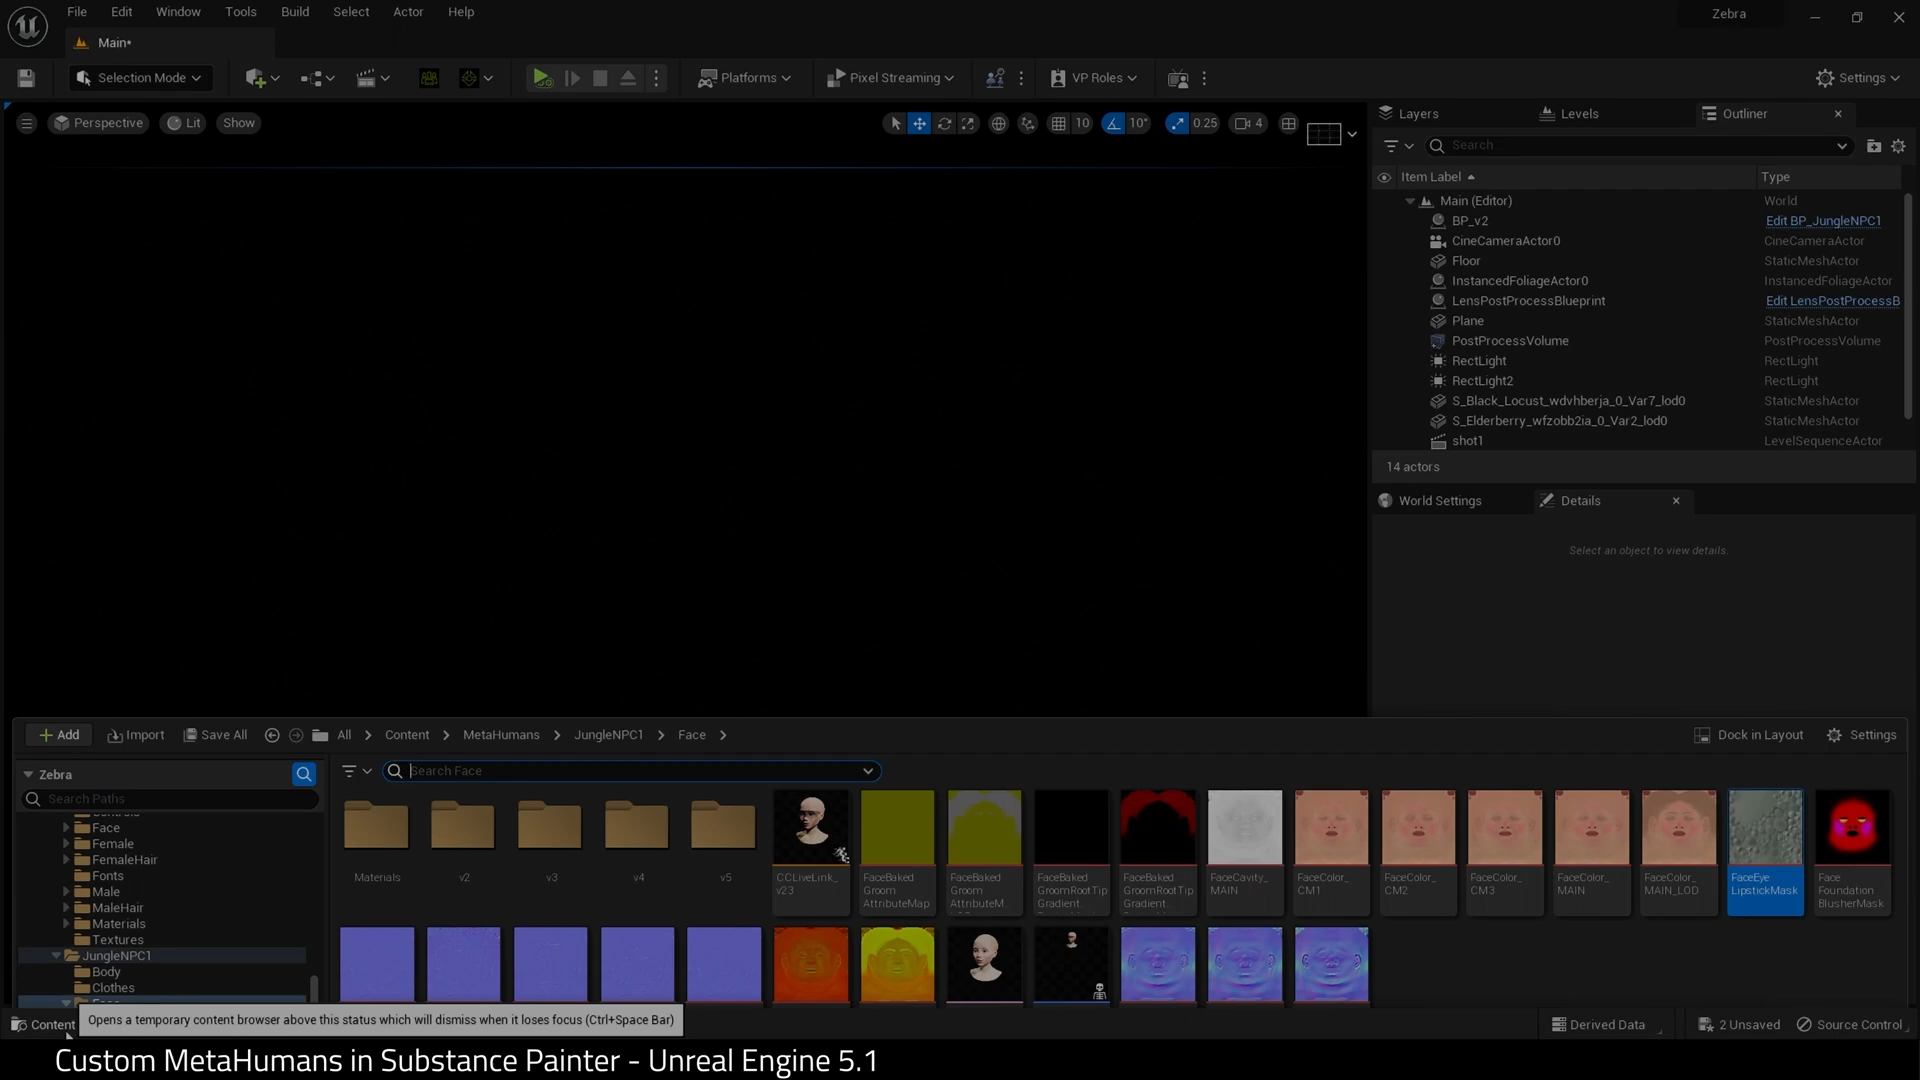 File Edit Window Tools Build Select Actor Help
Zebra
Main*
Selection Mode
Platforms
Pixel Streaming
VP Roles
Settings
Perspective
Lit
Show
10
10°
0.25
4
Layers
Levels
Outliner
Search...
Item Label
Type
Main (Editor) World
BP_v2 Edit BP_JungleNPC1
CineCameraActor0 CineCameraActor
Floor StaticMeshActor
InstancedFoliageActor0 InstancedFoliageActor
LensPostProcessBlueprint Edit LensPostProcessB
Plane StaticMeshActor
PostProcessVolume PostProcessVolume
RectLight RectLight
RectLight2 RectLight
S_Black_Locust_wdvhberja_0_Var7_lod0 StaticMeshActor
S_Elderberry_wfzobb2ia_0_Var2_lod0 StaticMeshActor
shot1 LevelSequenceActor
14 actors
World Settings
Details
Select an object to view details.
Add
Import
Save All
All
Content
MetaHumans
JungleNPC1
Face
Dock in Layout
Settings
Zebra
Search Paths
Face
Female
FemaleHair
Fonts
Male
MaleHair
Materials
Textures
JungleNPC1
Body
Clothes
Search Face
Materials
v2
v3
v4
v5
CCLiveLink_
v23
FaceBaked
Groom
AttributeMap
FaceBaked
Groom
AttributeM...
FaceBaked
GroomRootTip
Gradient...
FaceBaked
GroomRootTip
Gradient...
FaceCavity_
MAIN
FaceColor_
CM1
FaceColor_
CM2
FaceColor_
CM3
FaceColor_
MAIN
FaceColor_
MAIN_LOD
FaceEye
LipstickMask
Face
Foundation
BlusherMask
Content
Opens a temporary content browser above this status which will dismiss when it loses focus (Ctrl+Space Bar)
Derived Data
2 Unsaved
Source Control
Custom MetaHumans in Substance Painter - Unreal Engine 5.1